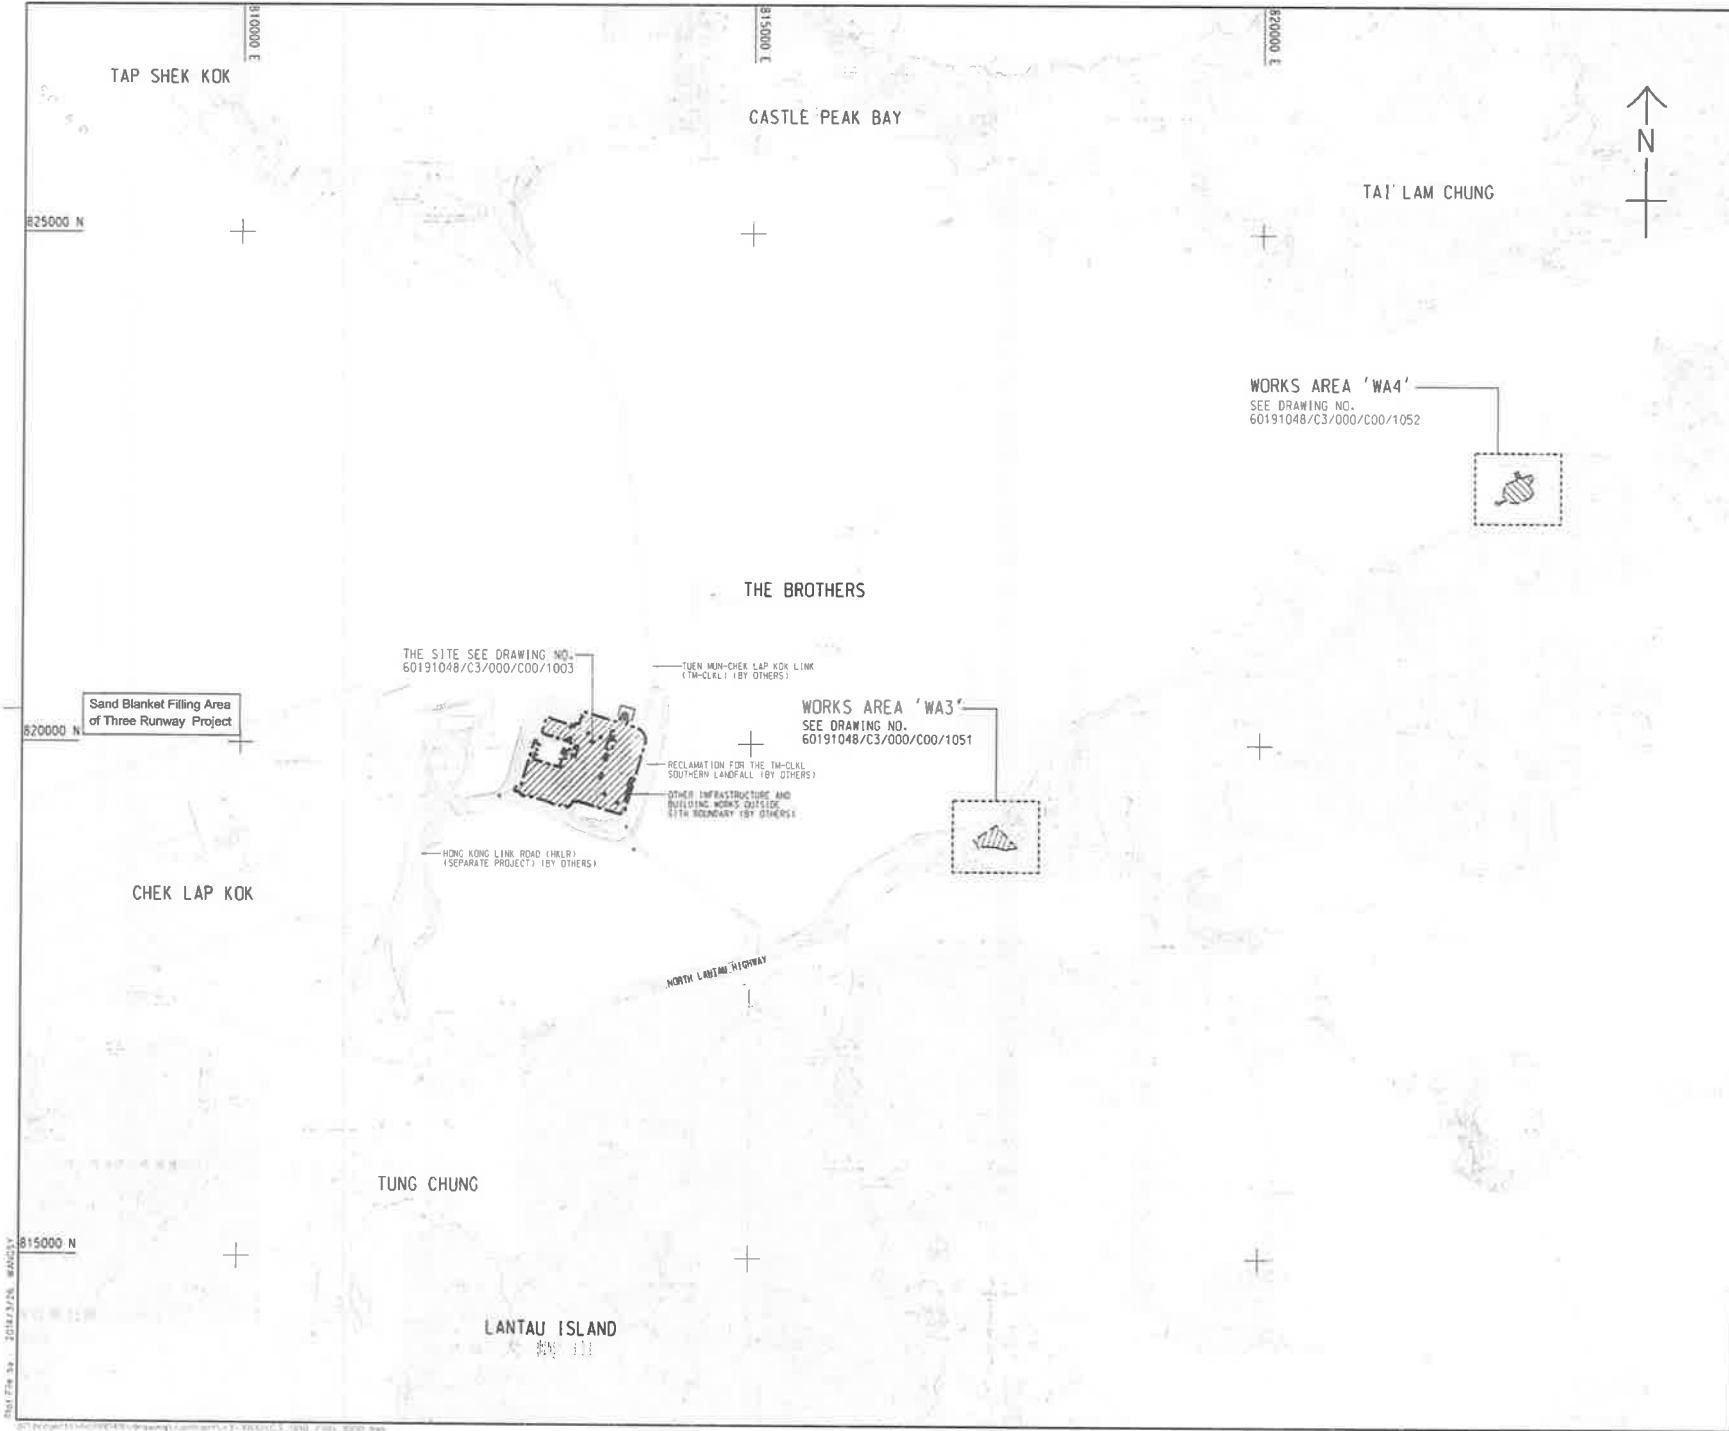 810000 E
815000 E
820000 E
TAP SHEK KOK
CASTLE PEAK BAY
N
TAI LAM CHUNG
825000 N
WORKS AREA 'WA4'
SEE DRAWING NO.
60191048/C3/000/C00/1052
THE BROTHERS
THE SITE SEE DRAWING NO.
60191048/C3/000/C00/1003
TUEN MUN-CHEK LAP KOK LINK
(TM-CLKL) (BY OTHERS)
Sand Blanket Filling Area
of Three Runway Project
WORKS AREA 'WA3'
SEE DRAWING NO.
60191048/C3/000/C00/1051
820000 N
RECLAMATION FOR THE TM-CLKL
SOUTHERN LANDFALL (BY OTHERS)
OTHER INFRASTRUCTURE AND
BUILDING WORKS OUTSIDE
SITE BOUNDARY (BY OTHERS)
HONG KONG LINK ROAD (HKLR)
(SEPARATE PROJECT) (BY OTHERS)
CHEK LAP KOK
NORTH LANTAU HIGHWAY
TUNG CHUNG
815000 N
LANTAU ISLAND
2014/3/26 WANGSY